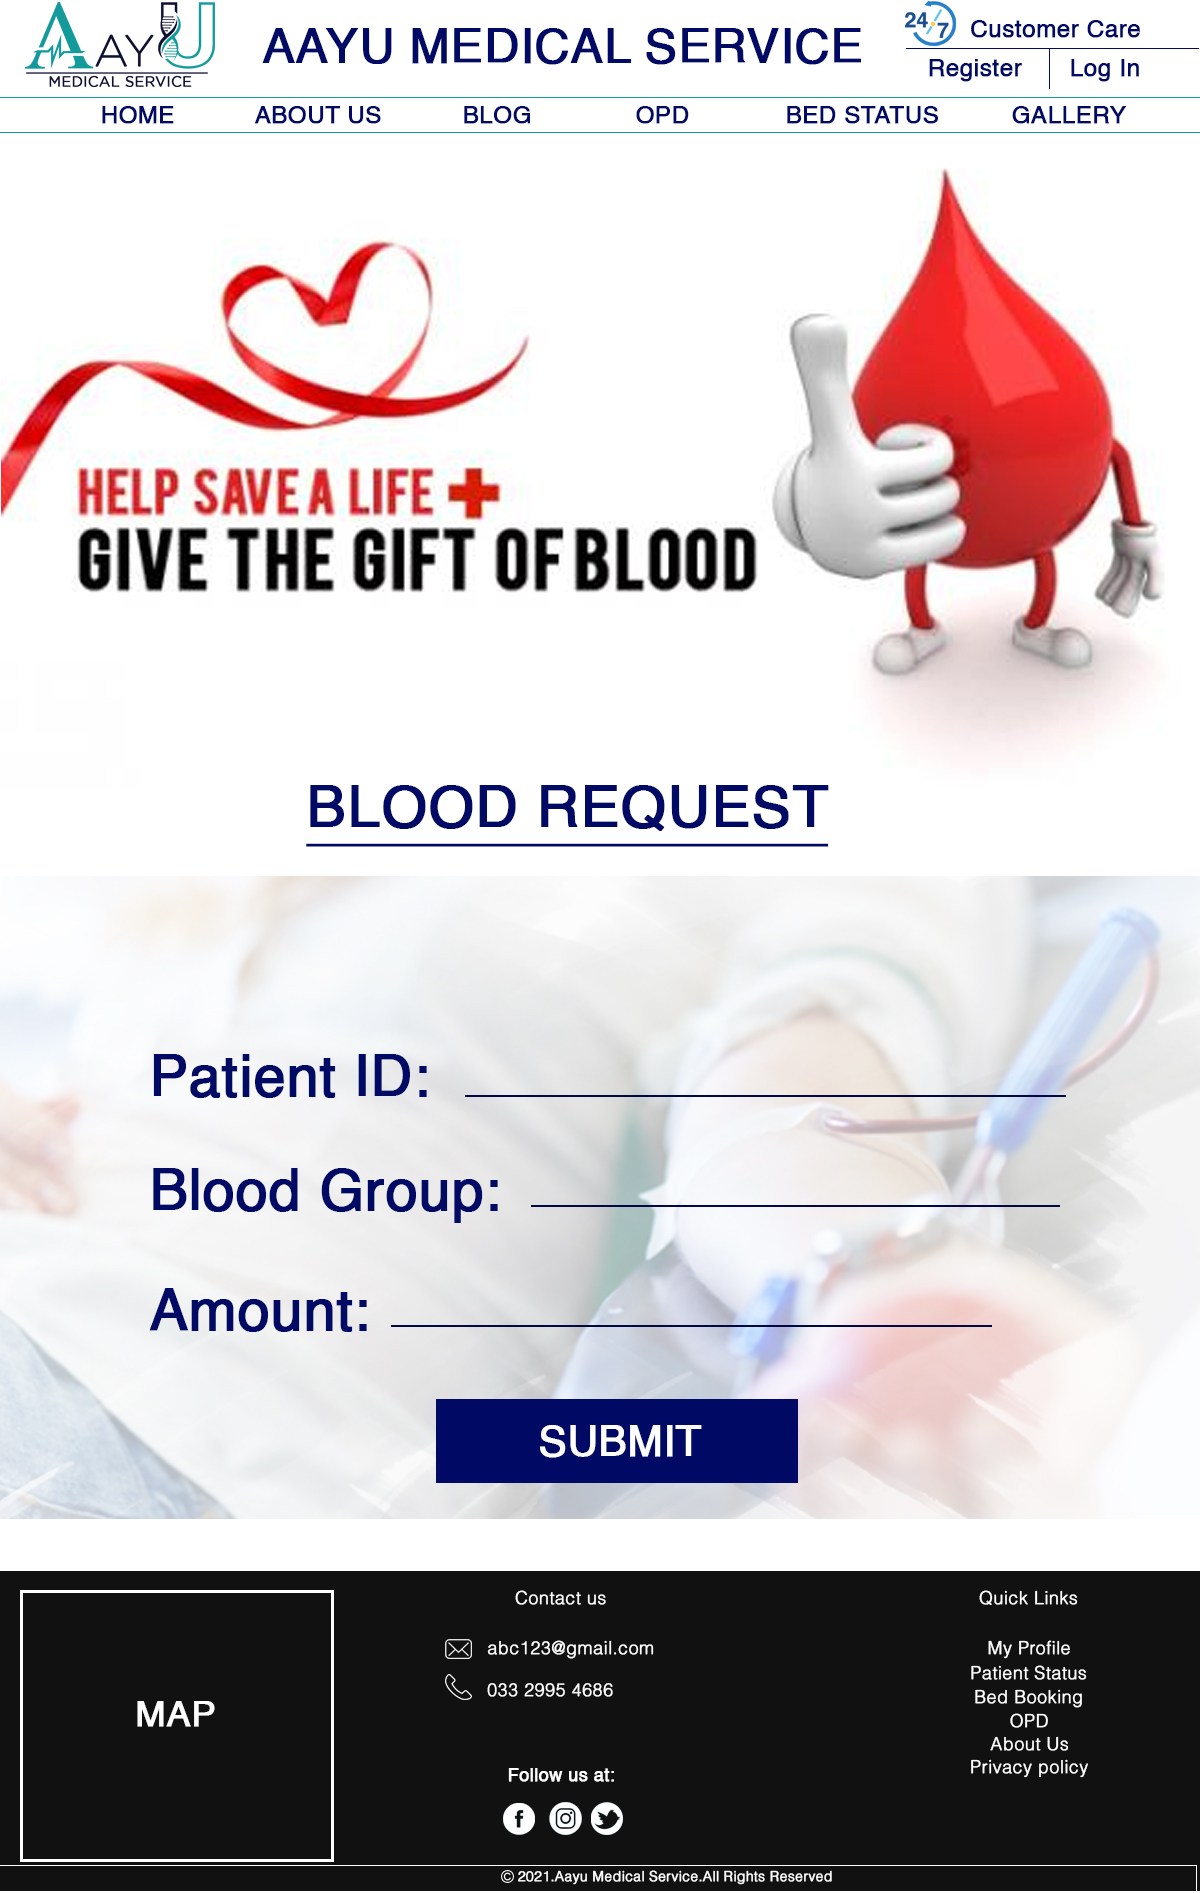 AAYU
MEDICAL SERVICE
AAYU MEDICAL SERVICE
24/7 Customer Care
Register Log In
HOME ABOUT US BLOG OPD BED STATUS GALLERY
HELP SAVE A LIFE
GIVE THE GIFT OF BLOOD
BLOOD REQUEST
Patient ID:
Blood Group:
Amount:
SUBMIT
MAP
Contact us
abc123@gmail.com
033 2995 4686
Follow us at:
Quick Links
My Profile
Patient Status
Bed Booking
OPD
About Us
Privacy policy
© 2021.Aayu Medical Service.All Rights Reserved